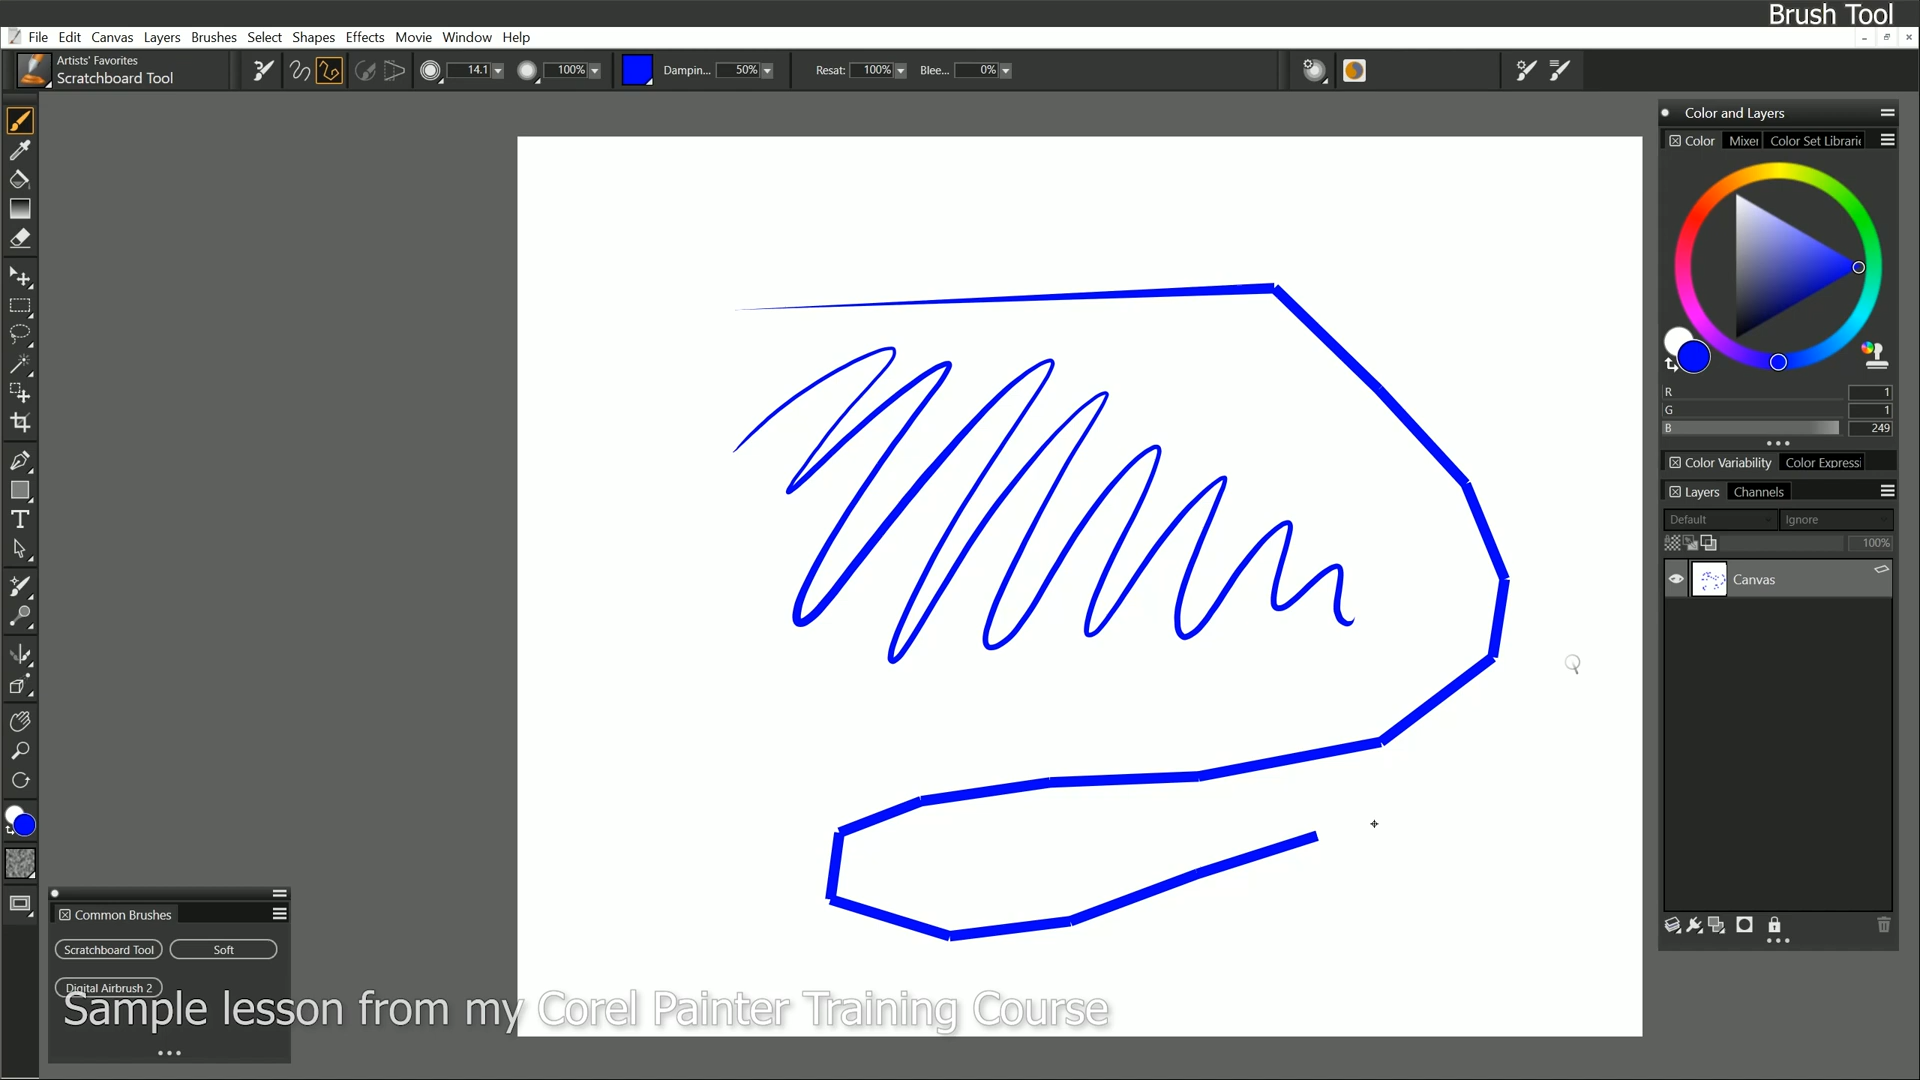 Brush Tool
File Edit Canvas Layers Brushes Select Shapes Effects Movie Window Help
Artists' Favorites
Scratchboard Tool
14.1 100% Dampin... 50% Resat: 100% Blee... 0%
Color and Layers
Color Mixer Color Set Librarie
R 1
G 1
B 249
Color Variability Color Expressi
Layers Channels
Default Ignore
100%
Canvas
Common Brushes
Scratchboard Tool Soft
Digital Airbrush 2
Sample lesson from my Corel Painter Training Course